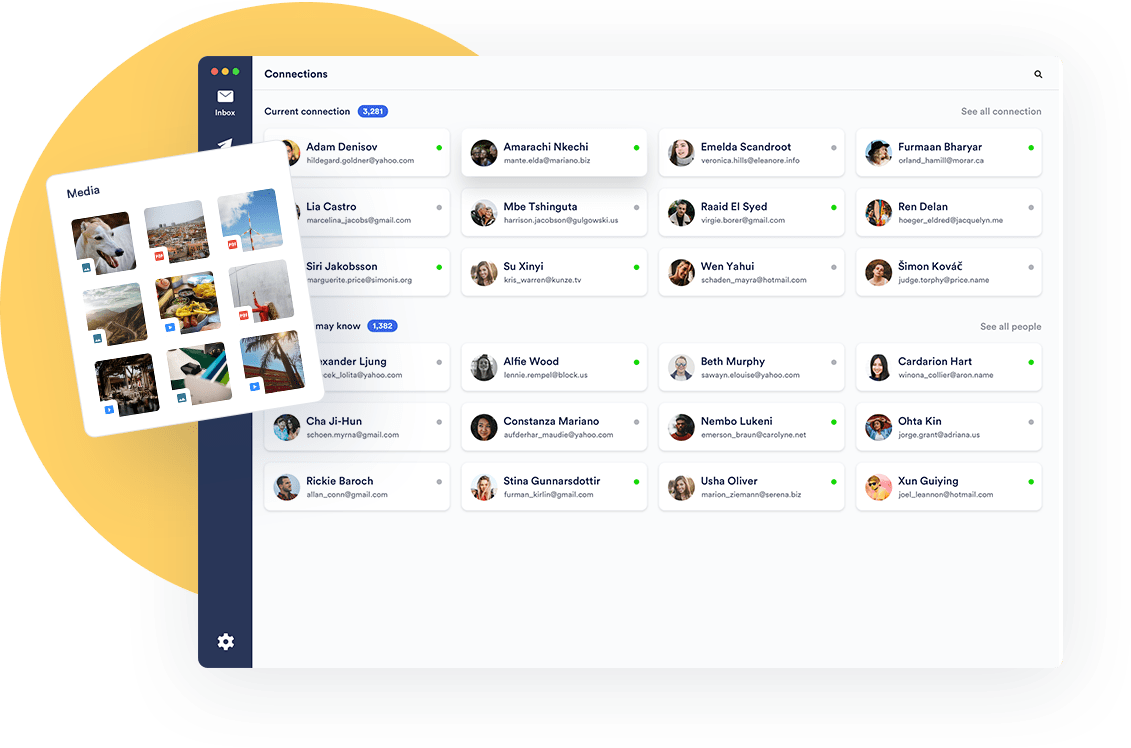 Connections
Inbox
Current connection 3,281 See all connection
Adam Denisov
hildegard.goldner@yahoo.com
Amarachi Nkechi
mante.elda@mariano.biz
Emelda Scandroot
veronica.hills@eleanore.info
Furmaan Bharyar
orland_hamill@morar.ca
Media
PDF
PDF
PDF
Lia Castro
marcelina_jacobs@gmail.com
Mbe Tshinguta
harrison.jacobson@gulgowski.us
Raaid El Syed
virgie.borer@gmail.com
Ren Delan
hoeger_eldred@jacquelyn.me
Siri Jakobsson
marguerite.price@simonis.org
Su Xinyi
kris_warren@kunze.tv
Wen Yahui
schaden_mayra@hotmail.com
Šimon Kováč
judge.torphy@price.name
may know 1,382 See all people
Ljung
Alfie Wood
lennie.rempel@block.us
Beth Murphy
sawayn.elouise@yahoo.com
Cardarion Hart
winona_collier@aron.name
Cha Ji-Hun
schoen.myrna@gmail.com
Constanza Mariano
aufderhar_maudie@yahoo.com
Nembo Lukeni
emerson_braun@carolyne.net
Ohta Kin
jorge.grant@adriana.us
Rickie Baroch
allan_conn@gmail.com
Stina Gunnarsdottir
furman_kirlin@gmail.com
Usha Oliver
marion_ziemann@serena.biz
Xun Guiying
joel_leannon@hotmail.com